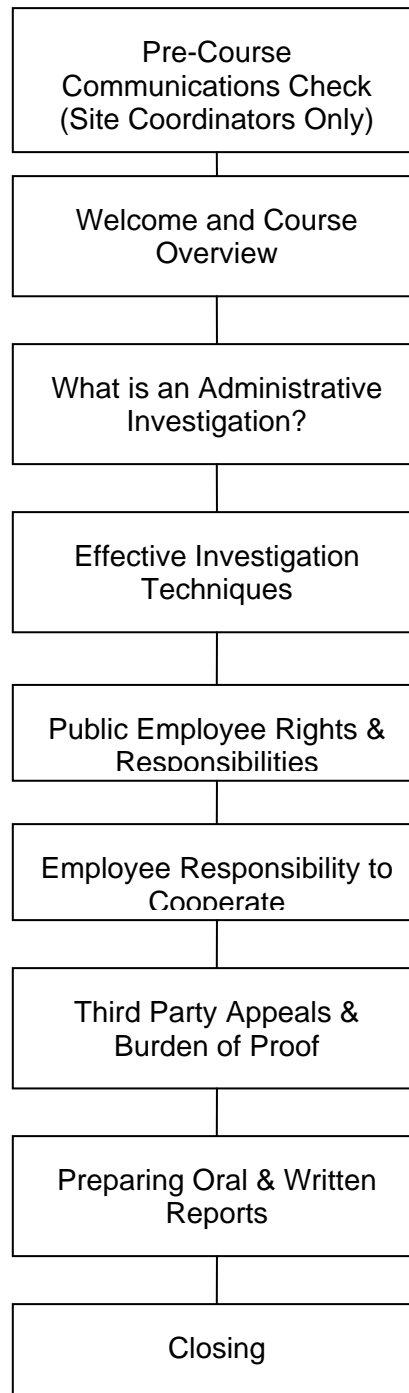 Pre-Course
Communications Check
(Site Coordinators Only)
Welcome and Course
Overview
What is an Administrative
Investigation?
Effective Investigation
Techniques
Public Employee Rights &
Responsibilities
Employee Responsibility to
Cooperate
Third Party Appeals &
Burden of Proof
Preparing Oral & Written
Reports
Closing